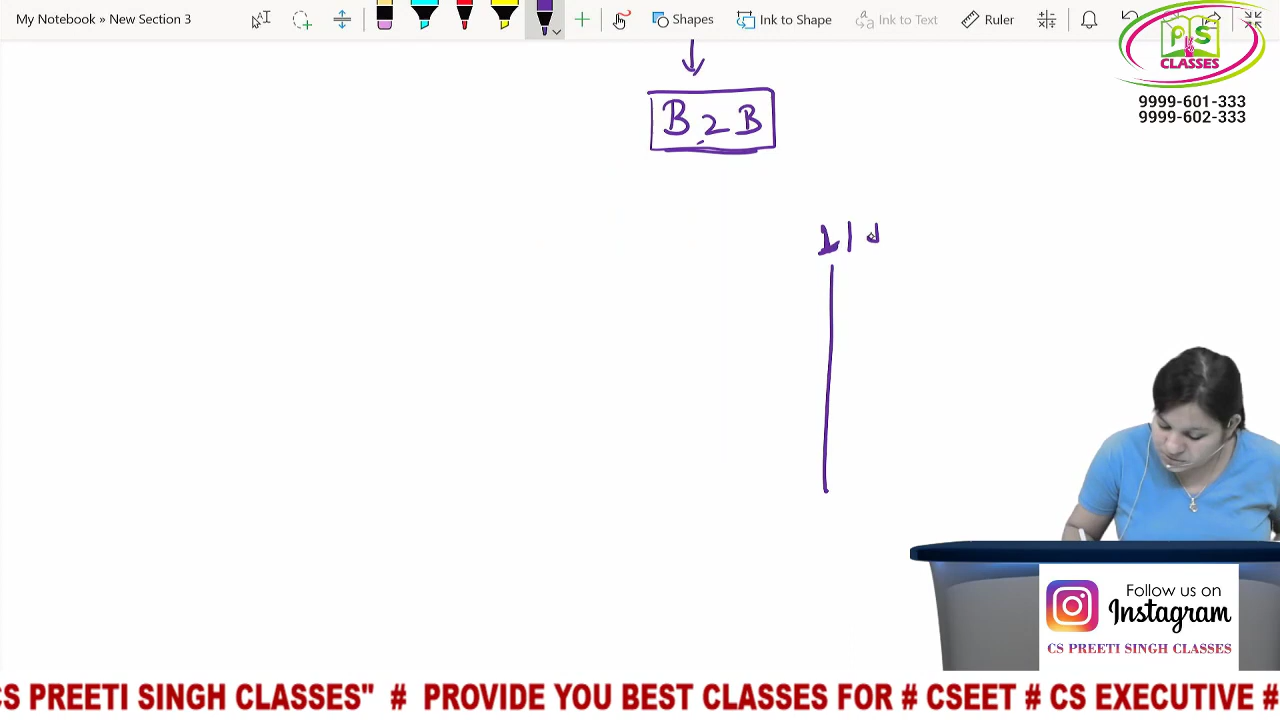 My Notebook » New Section 3
Shapes
Ink to Shape
Ink to Text
Ruler
PS
CLASSES
9999-601-333
9999-602-333
B2B
Follow us on
Instagram
CS PREETI SINGH CLASSES
CS PREETI SINGH CLASSES" # PROVIDE YOU BEST CLASSES FOR # CSEET # CS EXECUTIVE #